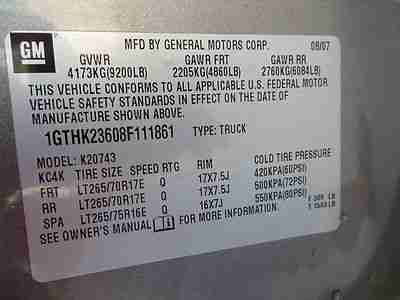 GM
MFD BY GENERAL MOTORS CORP. 08/07
GVWR GAWR FRT GAWR RR
4173KG(9200LB) 2205KG(4860LB) 2760KG(6084LB)
THIS VEHICLE CONFORMS TO ALL APPLICABLE U.S. FEDERAL MOTOR
VEHICLE SAFETY STANDARDS IN EFFECT ON THE DATE OF
MANUFACTURE SHOWN ABOVE.
1GTHK23608F111861 TYPE: TRUCK
MODEL: K20743
KC4K TIRE SIZE SPEED RTG RIM COLD TIRE PRESSURE
FRT LT265/70R17E Q 17X7.5J 420KPA(60PSI)
RR LT265/70R17E Q 17X7.5J 500KPA(72PSI)
SPA LT265/75R16E Q 16X7J 550KPA(80PSI)
SEE OWNER'S MANUAL